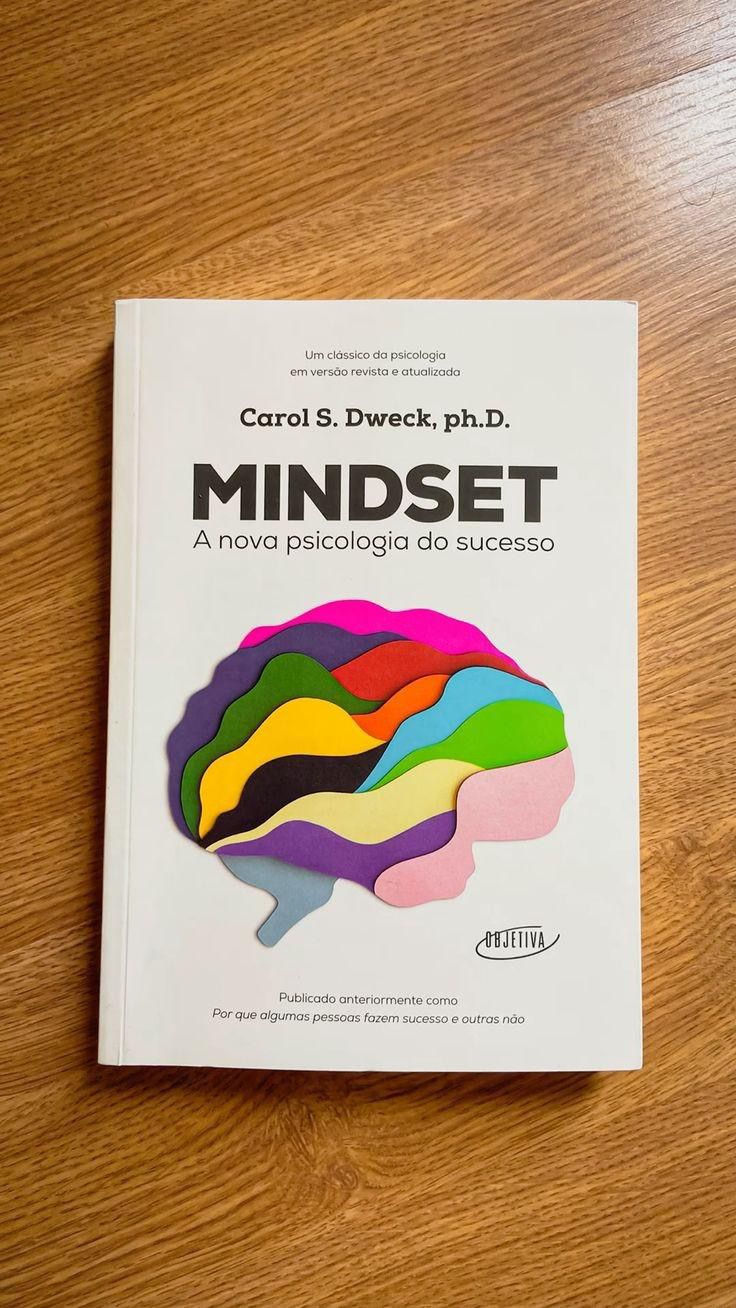 Um clássico da psicologia
em versão revista e atualizada
Carol S. Dweck, ph.D.
MINDSET
A nova psicologia do sucesso
OBJETIVA
Publicado anteriormente como
Por que algumas pessoas fazem sucesso e outras não